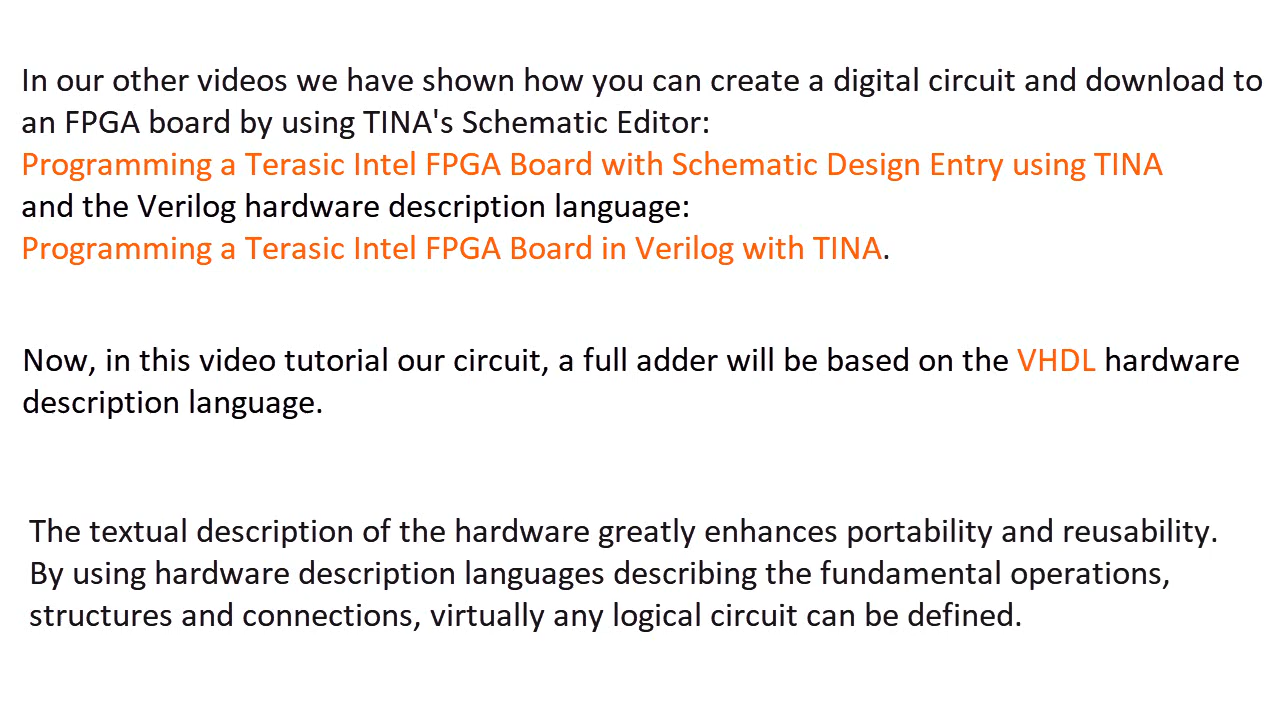 In our other videos we have shown how you can create a digital circuit and download to
an FPGA board by using TINA's Schematic Editor:
Programming a Terasic Intel FPGA Board with Schematic Design Entry using TINA
and the Verilog hardware description language:
Programming a Terasic Intel FPGA Board in Verilog with TINA.
Now, in this video tutorial our circuit, a full adder will be based on the VHDL hardware
description language.
The textual description of the hardware greatly enhances portability and reusability.
By using hardware description languages describing the fundamental operations,
structures and connections, virtually any logical circuit can be defined.